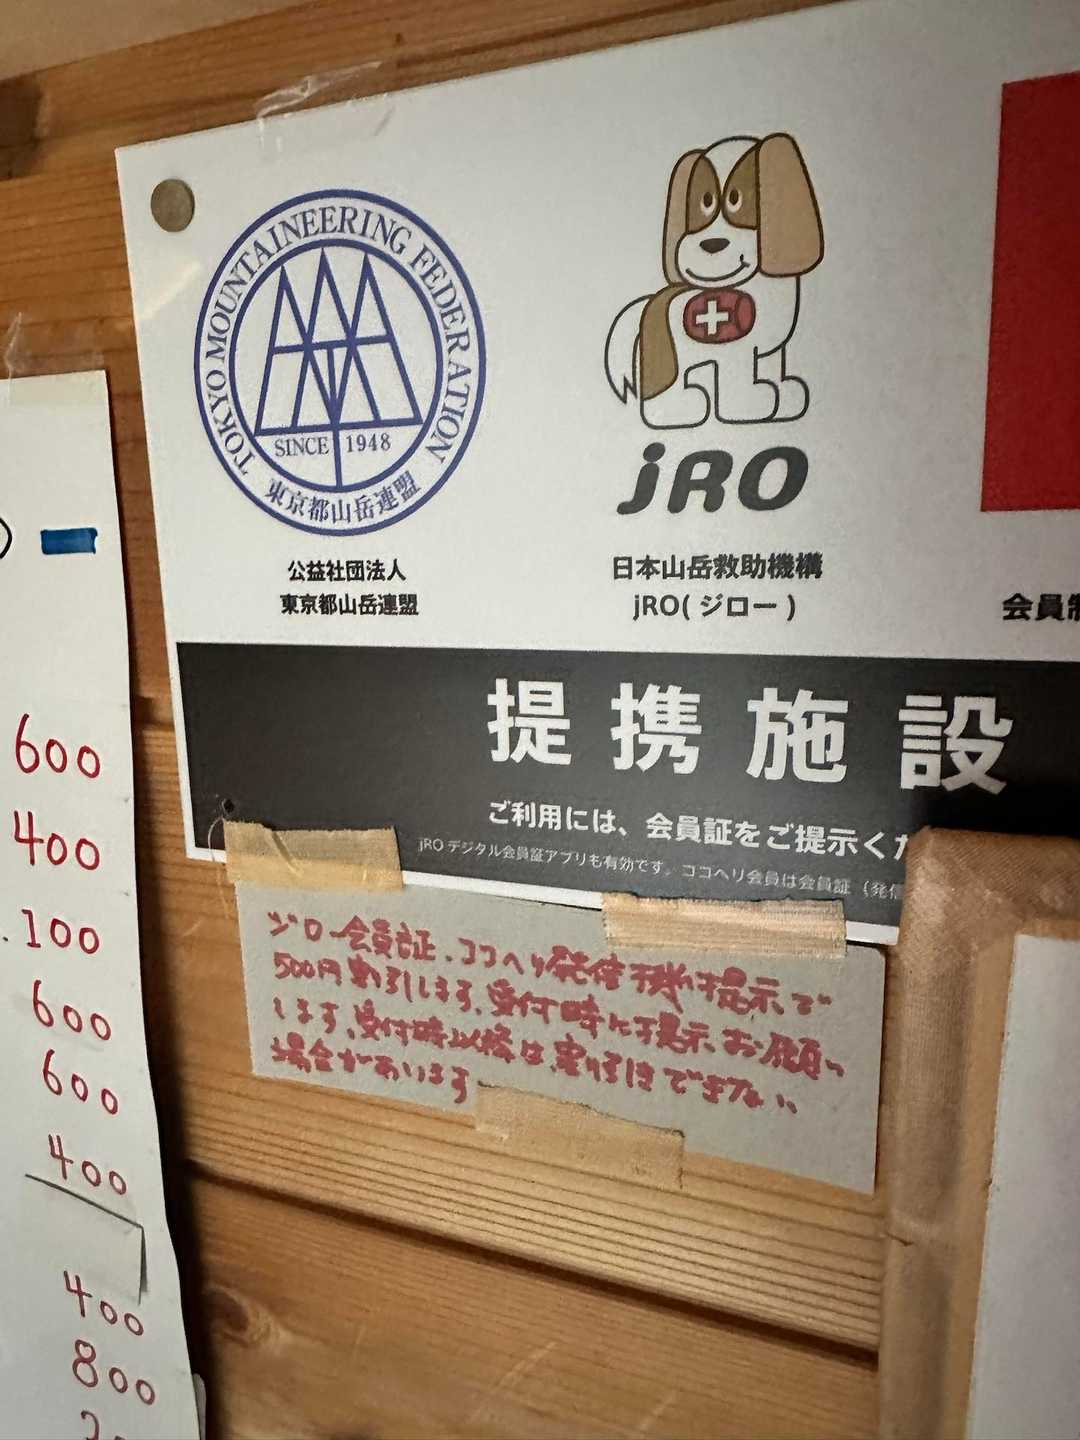 TOKYO MOUNTAINEERING FEDERATION
SINCE 1948
東京都山岳連盟
公益社団法人
東京都山岳連盟
jRO
日本山岳救助機構
jRO(ジロー)
会員制
提携施設
ご利用には、会員証をご提示くだ
jROデジタル会員証アプリも有効です。ココヘリ会員は会員証(発信
ジロー会員証、ココヘリ発信機提示で
500円割引します、受付時に提示、お願い
します、受付時以後は、割引きできない、
場合があります
600
400
100
600
600
400
400
800